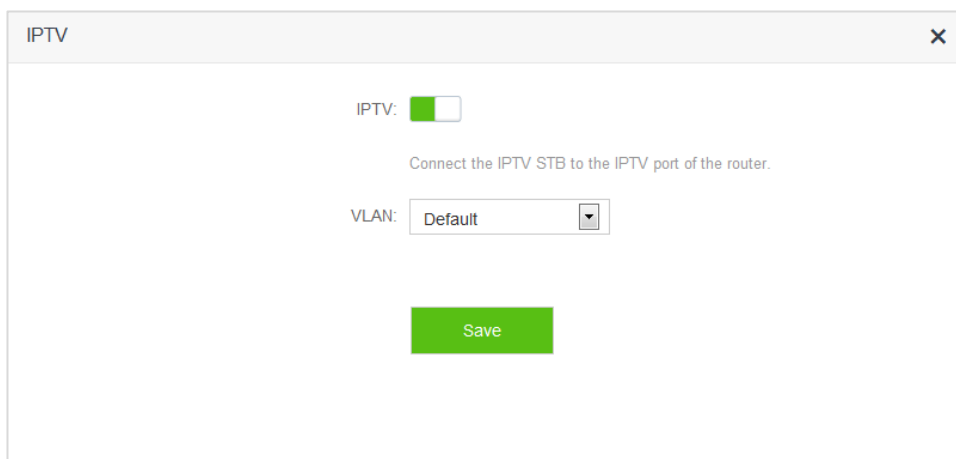 IPTV
IPTV:
Connect the IPTV STB to the IPTV port of the router.
VLAN: Default
Save